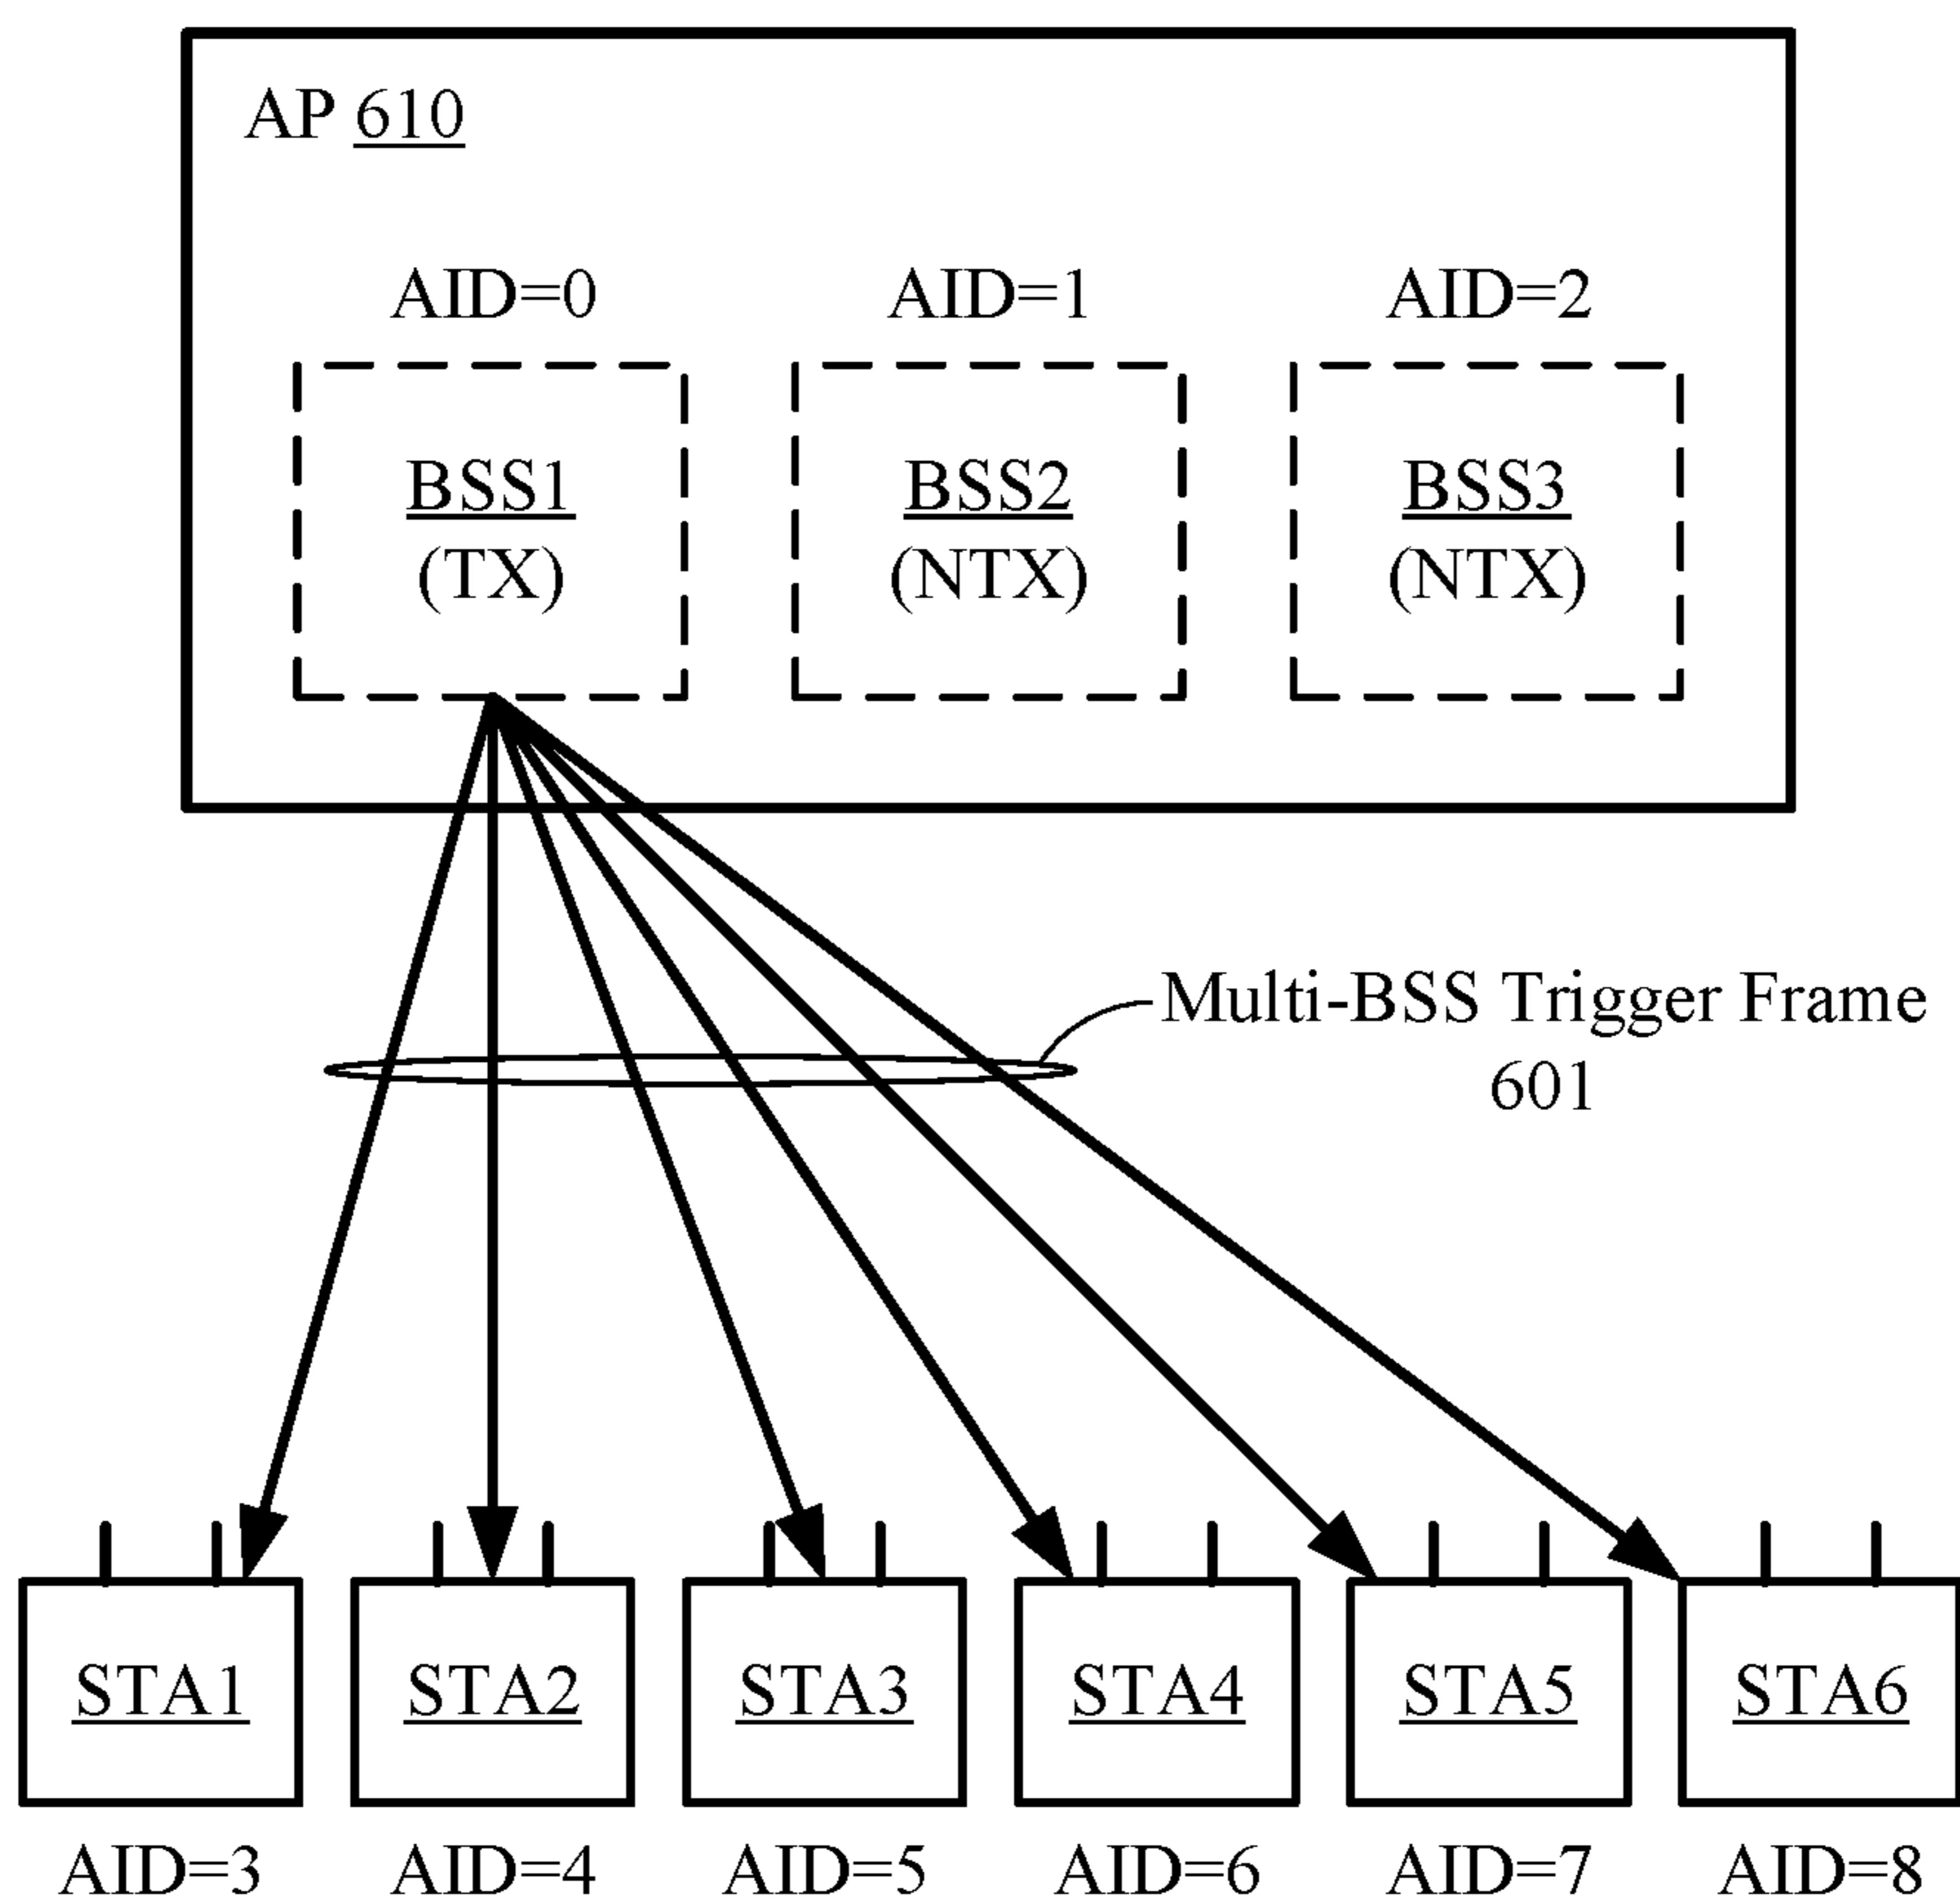 AP 610
AID=0
AID=1
AID=2
BSS1
(TX)
BSS2
(NTX)
BSS3
(NTX)
Multi-BSS Trigger Frame
601
STA1
STA2
STA3
STA4
STA5
STA6
AID=3
AID=4
AID=5
AID=6
AID=7
AID=8